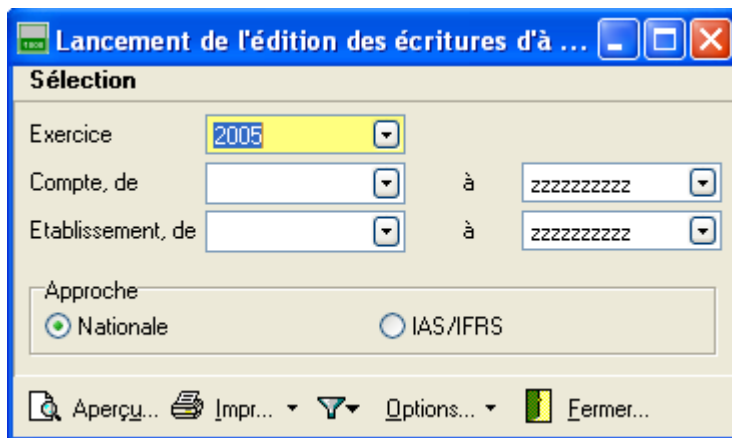 Lancement de l'édition des écritures d'à ...
Sélection
Exercice 2005
Compte, de à zzzzzzzzzz
Etablissement, de à zzzzzzzzzz
Approche
Nationale IAS/IFRS
Aperçu... Impr... Options... Fermer...